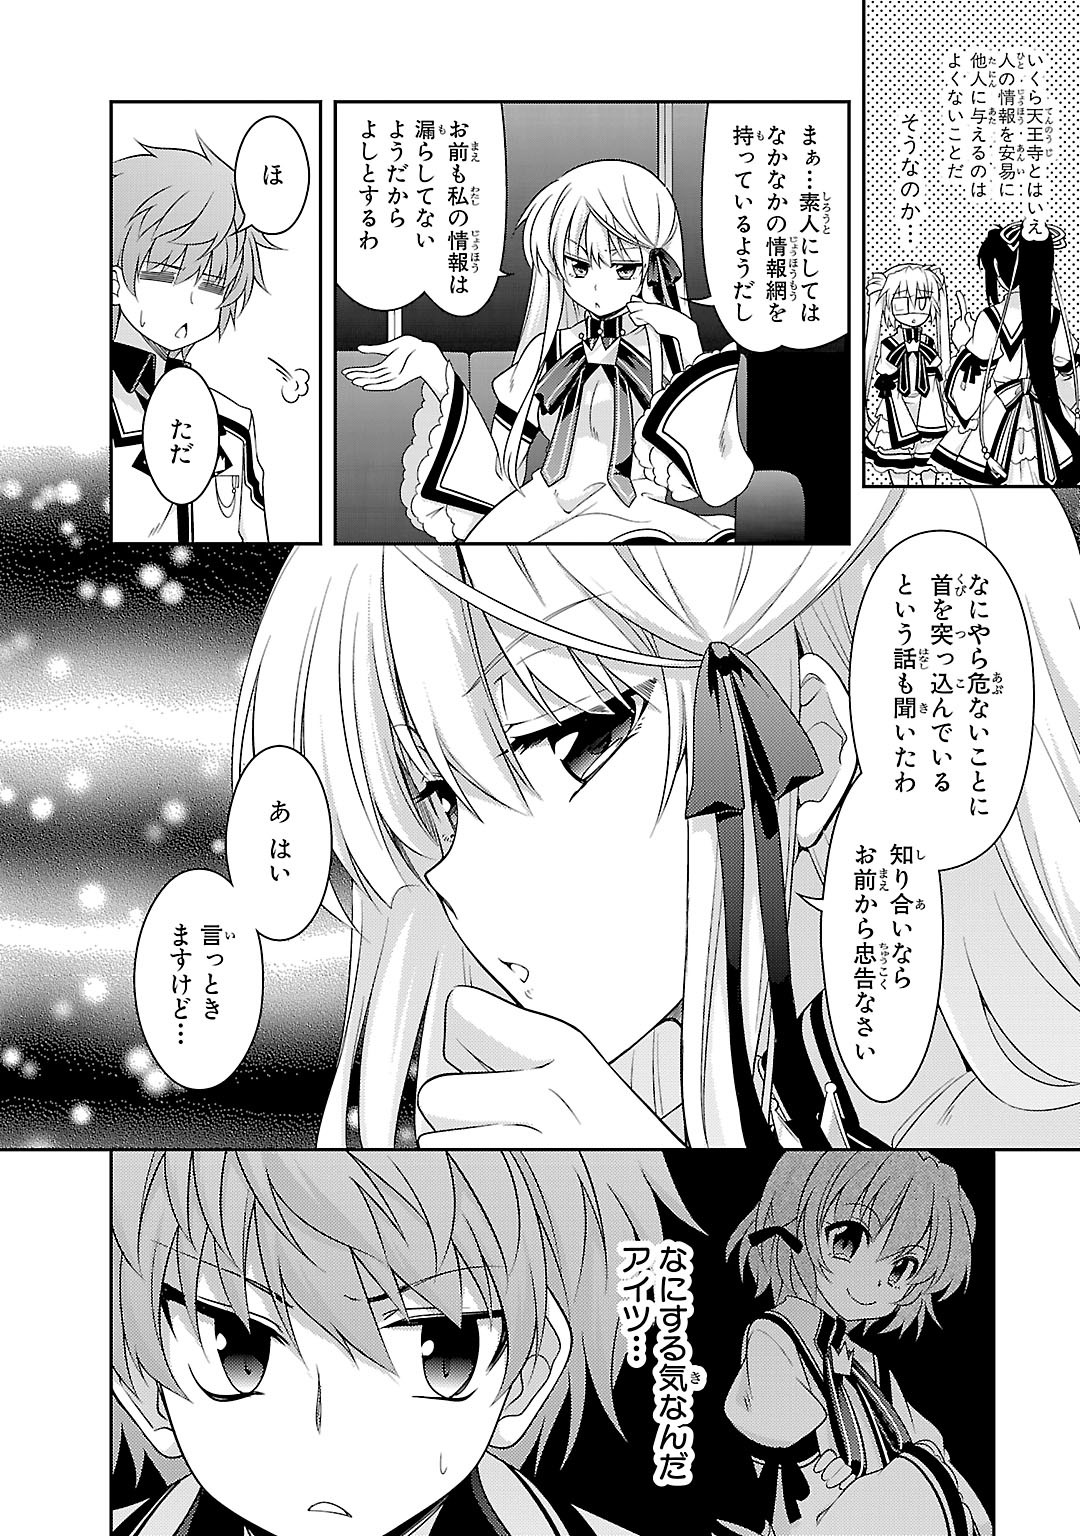 いくら天王寺とはいえ
人の情報を安易に
他人に与えるのは
よくないことだ
そうなのか…
まぁ…素人にしては
なかなかの情報網を
持っているようだし
お前も私の情報は
漏らしてない
ようだから
よしとするわ
ほ
ただ
なにやら危ないことに
首を突っ込んでいる
という話も聞いたわ
知り合いなら
お前から忠告なさい
あ はい
言っとき
ますけど…
なにする気なんだ
アイツ…